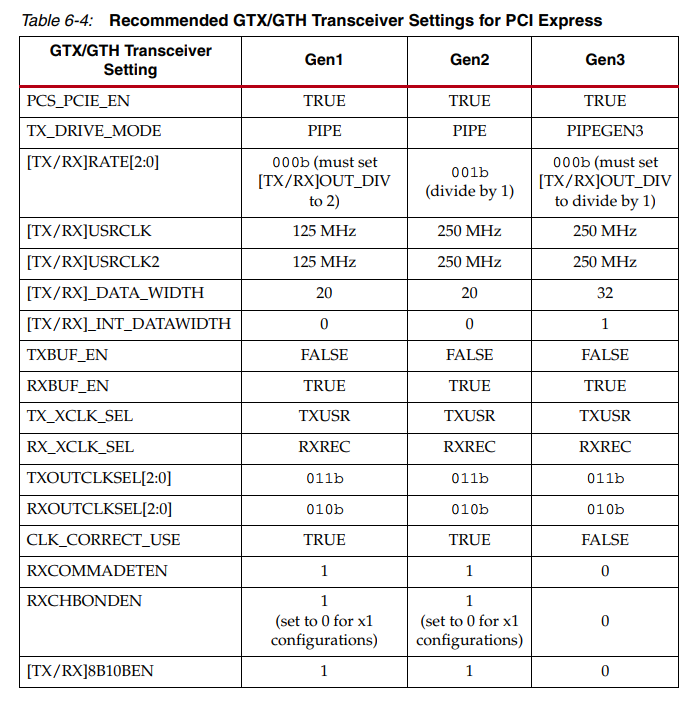 Table 6-4: Recommended GTX/GTH Transceiver Settings for PCI Express
GTX/GTH Transceiver Setting Gen1 Gen2 Gen3
PCS_PCIE_EN TRUE TRUE TRUE
TX_DRIVE_MODE PIPE PIPE PIPEGEN3
[TX/RX]RATE[2:0] 000b (must set [TX/RX]OUT_DIV to 2) 001b (divide by 1) 000b (must set [TX/RX]OUT_DIV to divide by 1)
[TX/RX]USRCLK 125 MHz 250 MHz 250 MHz
[TX/RX]USRCLK2 125 MHz 250 MHz 250 MHz
[TX/RX]_DATA_WIDTH 20 20 32
[TX/RX]_INT_DATAWIDTH 0 0 1
TXBUF_EN FALSE FALSE FALSE
RXBUF_EN TRUE TRUE TRUE
TX_XCLK_SEL TXUSR TXUSR TXUSR
RX_XCLK_SEL RXREC RXREC RXREC
TXOUTCLKSEL[2:0] 011b 011b 011b
RXOUTCLKSEL[2:0] 010b 010b 010b
CLK_CORRECT_USE TRUE TRUE FALSE
RXCOMMADETEN 1 1 0
RXCHBONDEN 1 (set to 0 for x1 configurations) 1 (set to 0 for x1 configurations) 0
[TX/RX]8B10BEN 1 1 0